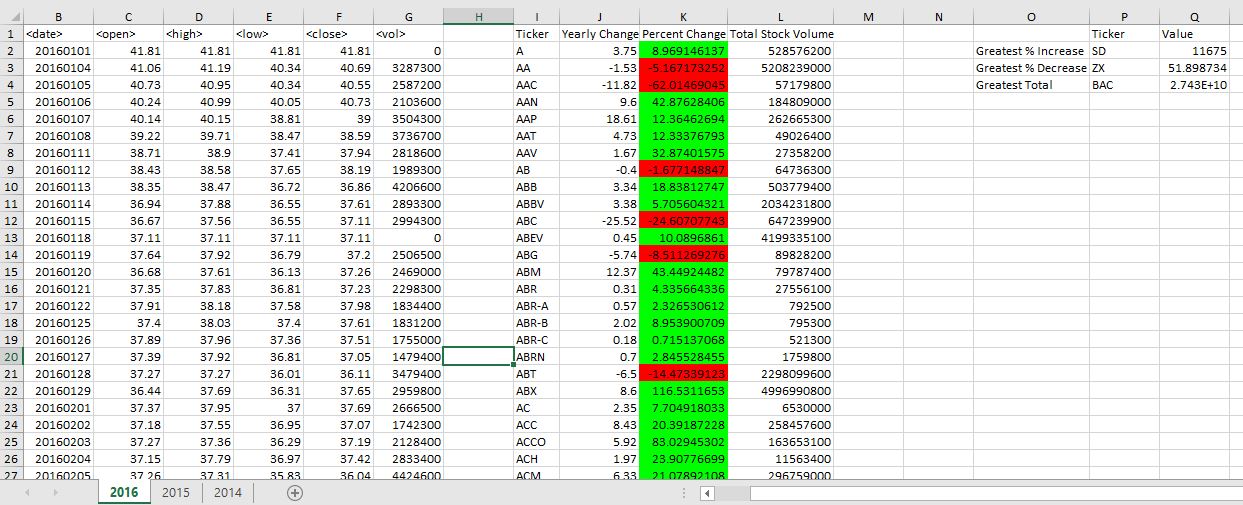 B C D E F G H I J K L M N O P Q
1 <date> <open> <high> <low> <close> <vol> Ticker Yearly Change Percent Change Total Stock Volume Ticker Value
2 20160101 41.81 41.81 41.81 41.81 0 A 3.75 8.969146137 528576200 Greatest % Increase SD 11675
3 20160104 41.06 41.19 40.34 40.69 3287300 AA -1.53 -5.167173252 5208239000 Greatest % Decrease ZX 51.898734
4 20160105 40.73 40.95 40.34 40.55 2587200 AAC -11.82 -62.01469045 57179800 Greatest Total BAC 2.743E+10
5 20160106 40.24 40.99 40.05 40.73 2103600 AAN 9.6 42.87628406 184809000
6 20160107 40.14 40.15 38.81 39 3504300 AAP 18.61 12.36462694 262665300
7 20160108 39.22 39.71 38.47 38.59 3736700 AAT 4.73 12.33376793 49026400
8 20160111 38.71 38.9 37.41 37.94 2818600 AAV 1.67 32.87401575 27358200
9 20160112 38.43 38.58 37.65 38.19 1989300 AB -0.4 -1.677148847 64736300
10 20160113 38.35 38.47 36.72 36.86 4206600 ABB 3.34 18.83812747 503779400
11 20160114 36.94 37.88 36.55 37.61 2893300 ABBV 3.38 5.705604321 2034231800
12 20160115 36.67 37.56 36.55 37.11 2994300 ABC -25.52 -24.60707743 647239900
13 20160118 37.11 37.11 37.11 37.11 0 ABEV 0.45 10.0896861 4199335100
14 20160119 37.64 37.92 36.79 37.2 2506500 ABG -5.74 -8.511269276 89828200
15 20160120 36.68 37.61 36.13 37.26 2469000 ABM 12.37 43.44924482 79787400
16 20160121 37.35 37.83 36.81 37.23 2298300 ABR 0.31 4.335664336 27556100
17 20160122 37.91 38.18 37.58 37.98 1834400 ABR-A 0.57 2.326530612 792500
18 20160125 37.4 38.03 37.4 37.61 1831200 ABR-B 2.02 8.953900709 795300
19 20160126 37.89 37.96 37.36 37.51 1755000 ABR-C 0.18 0.715137068 521300
20 20160127 37.39 37.92 36.81 37.05 1479400 ABRN 0.7 2.845528455 1759800
21 20160128 37.27 37.27 36.01 36.11 3479400 ABT -6.5 -14.47339123 2298099600
22 20160129 36.44 37.69 36.31 37.65 2959800 ABX 8.6 116.5311653 4996990800
23 20160201 37.37 37.95 37 37.69 2666500 AC 2.35 7.704918033 6530000
24 20160202 37.18 37.55 36.95 37.07 1742300 ACC 8.43 20.39187228 258457600
25 20160203 37.27 37.36 36.29 37.19 2128400 ACCO 5.92 83.02945302 163653100
26 20160204 37.15 37.79 36.97 37.42 2833400 ACH 1.97 23.90776699 11563400
27 20160205 37.26 37.31 35.83 36.04 4424600 ACM 6.33 21.07892108 296759000
2016 2015 2014